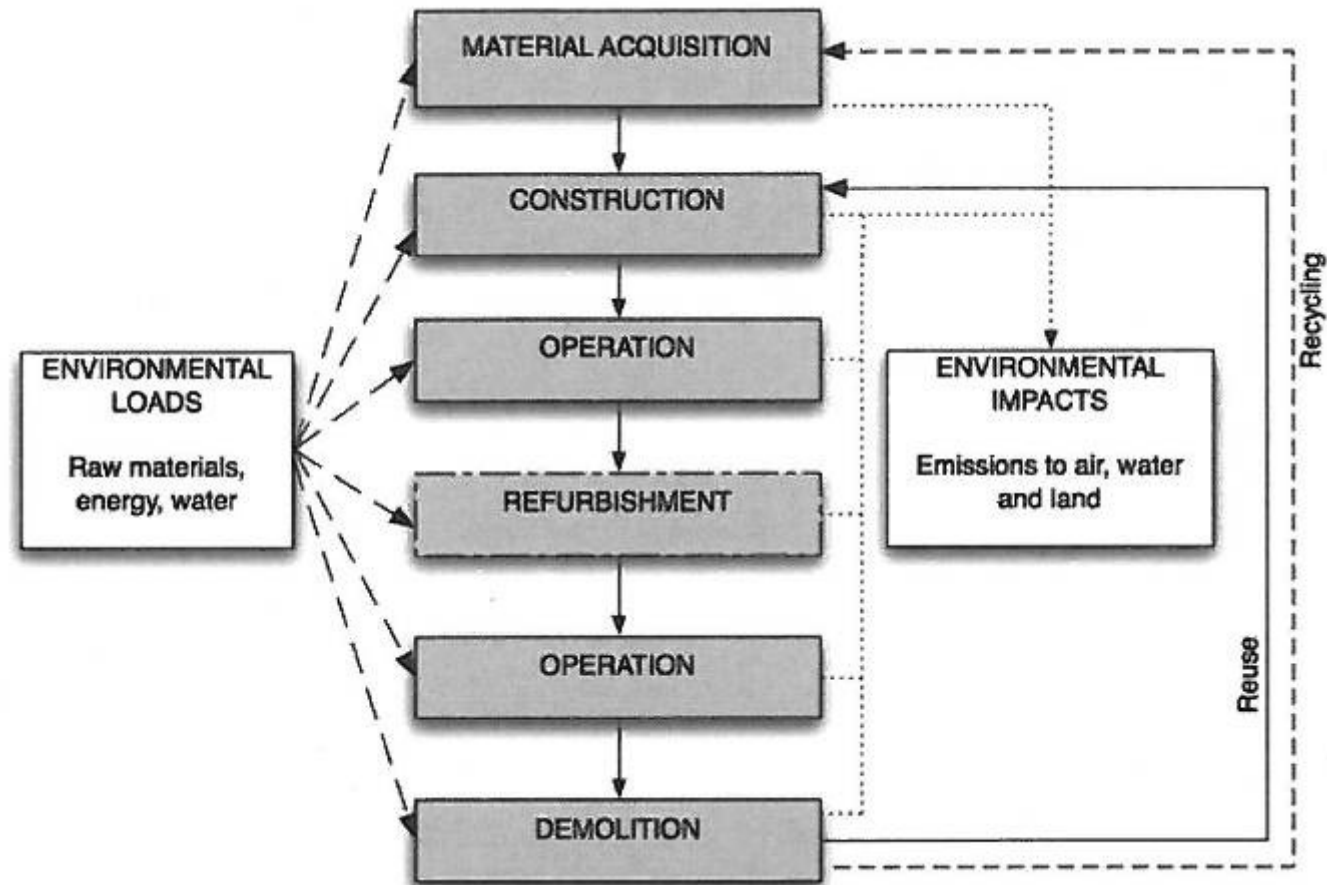 MATERIAL ACQUISITION
CONSTRUCTION
OPERATION
ENVIRONMENTAL
LOADS
Raw materials,
energy, water
REFURBISHMENT
ENVIRONMENTAL
IMPACTS
Emissions to air, water
and land
Recycling
OPERATION
Reuse
DEMOLITION